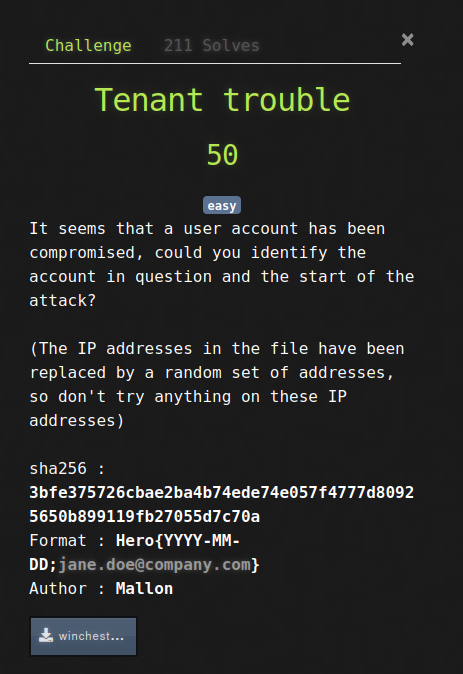 Challenge 211 Solves ×
Tenant trouble
50
easy
It seems that a user account has been
compromised, could you identify the
account in question and the start of the
attack?
(The IP addresses in the file have been
replaced by a random set of addresses,
so don't try anything on these IP
addresses)
sha256 :
3bfe375726cbae2ba4b74ede74e057f4777d8092
5650b899119fb27055d7c70a
Format : Hero{YYYY-MM-
DD;jane.doe@company.com}
Author : Mallon
winchest...